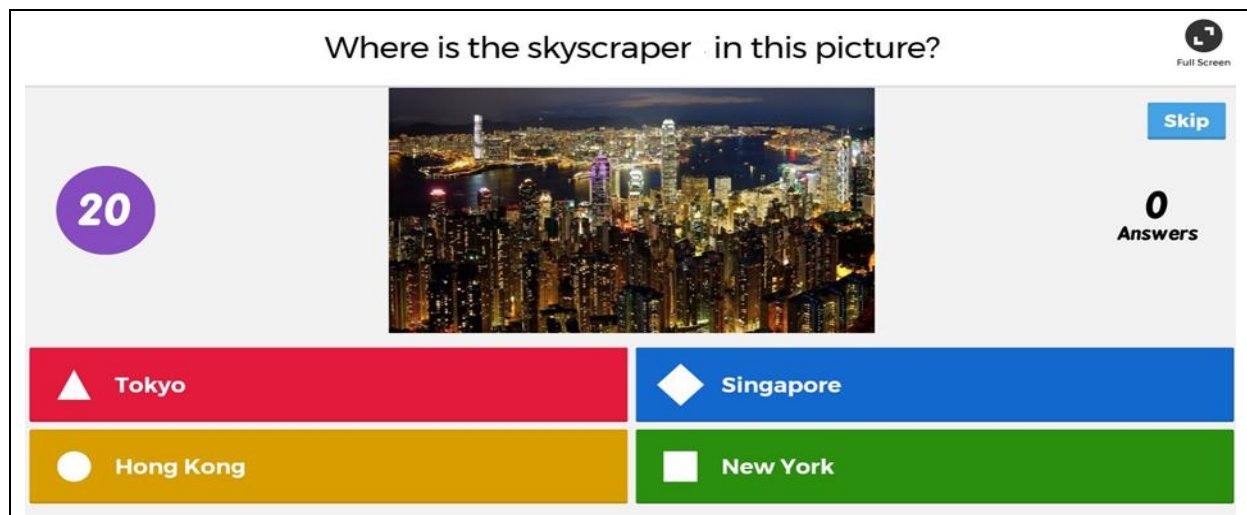 Where is the skyscraper in this picture?
Full Screen
Skip
20
0
Answers
Tokyo
Singapore
Hong Kong
New York